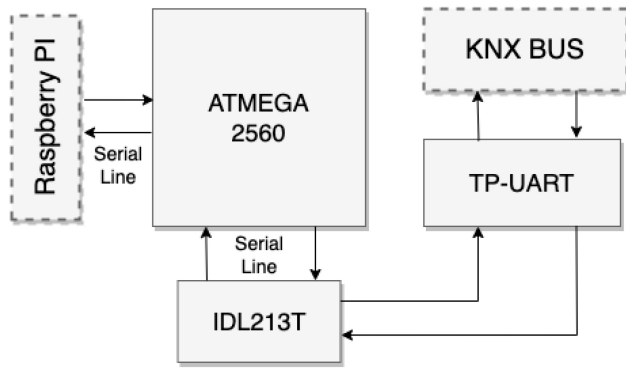 Raspberry PI
ATMEGA
2560
KNX BUS
Serial
Line
TP-UART
Serial
Line
IDL213T